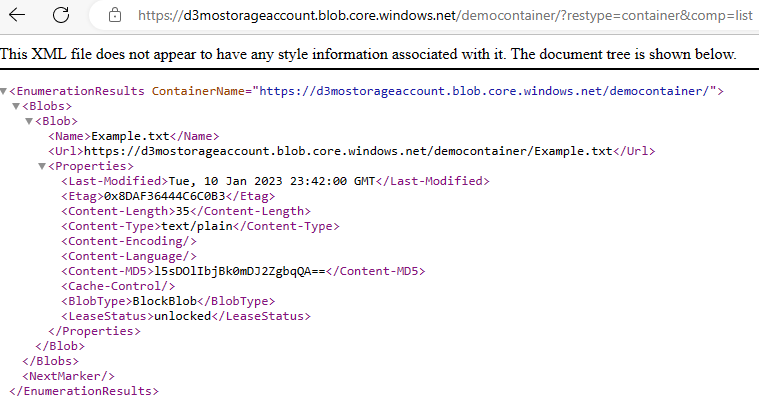 https://d3mostorageaccount.blob.core.windows.net/democontainer/?restype=container&comp=list
This XML file does not appear to have any style information associated with it. The document tree is shown below.
<EnumerationResults ContainerName="https://d3mostorageaccount.blob.core.windows.net/democontainer/">
<Blobs>
<Blob>
<Name>Example.txt</Name>
<Url>https://d3mostorageaccount.blob.core.windows.net/democontainer/Example.txt</Url>
<Properties>
<Last-Modified>Tue, 10 Jan 2023 23:42:00 GMT</Last-Modified>
<Etag>0x8DAF36444C6C0B3</Etag>
<Content-Length>35</Content-Length>
<Content-Type>text/plain</Content-Type>
<Content-Encoding/>
<Content-Language/>
<Content-MD5>l5sDOlIbjBk0mDJ2ZgbqQA==</Content-MD5>
<Cache-Control/>
<BlobType>BlockBlob</BlobType>
<LeaseStatus>unlocked</LeaseStatus>
</Properties>
</Blob>
</Blobs>
<NextMarker/>
</EnumerationResults>